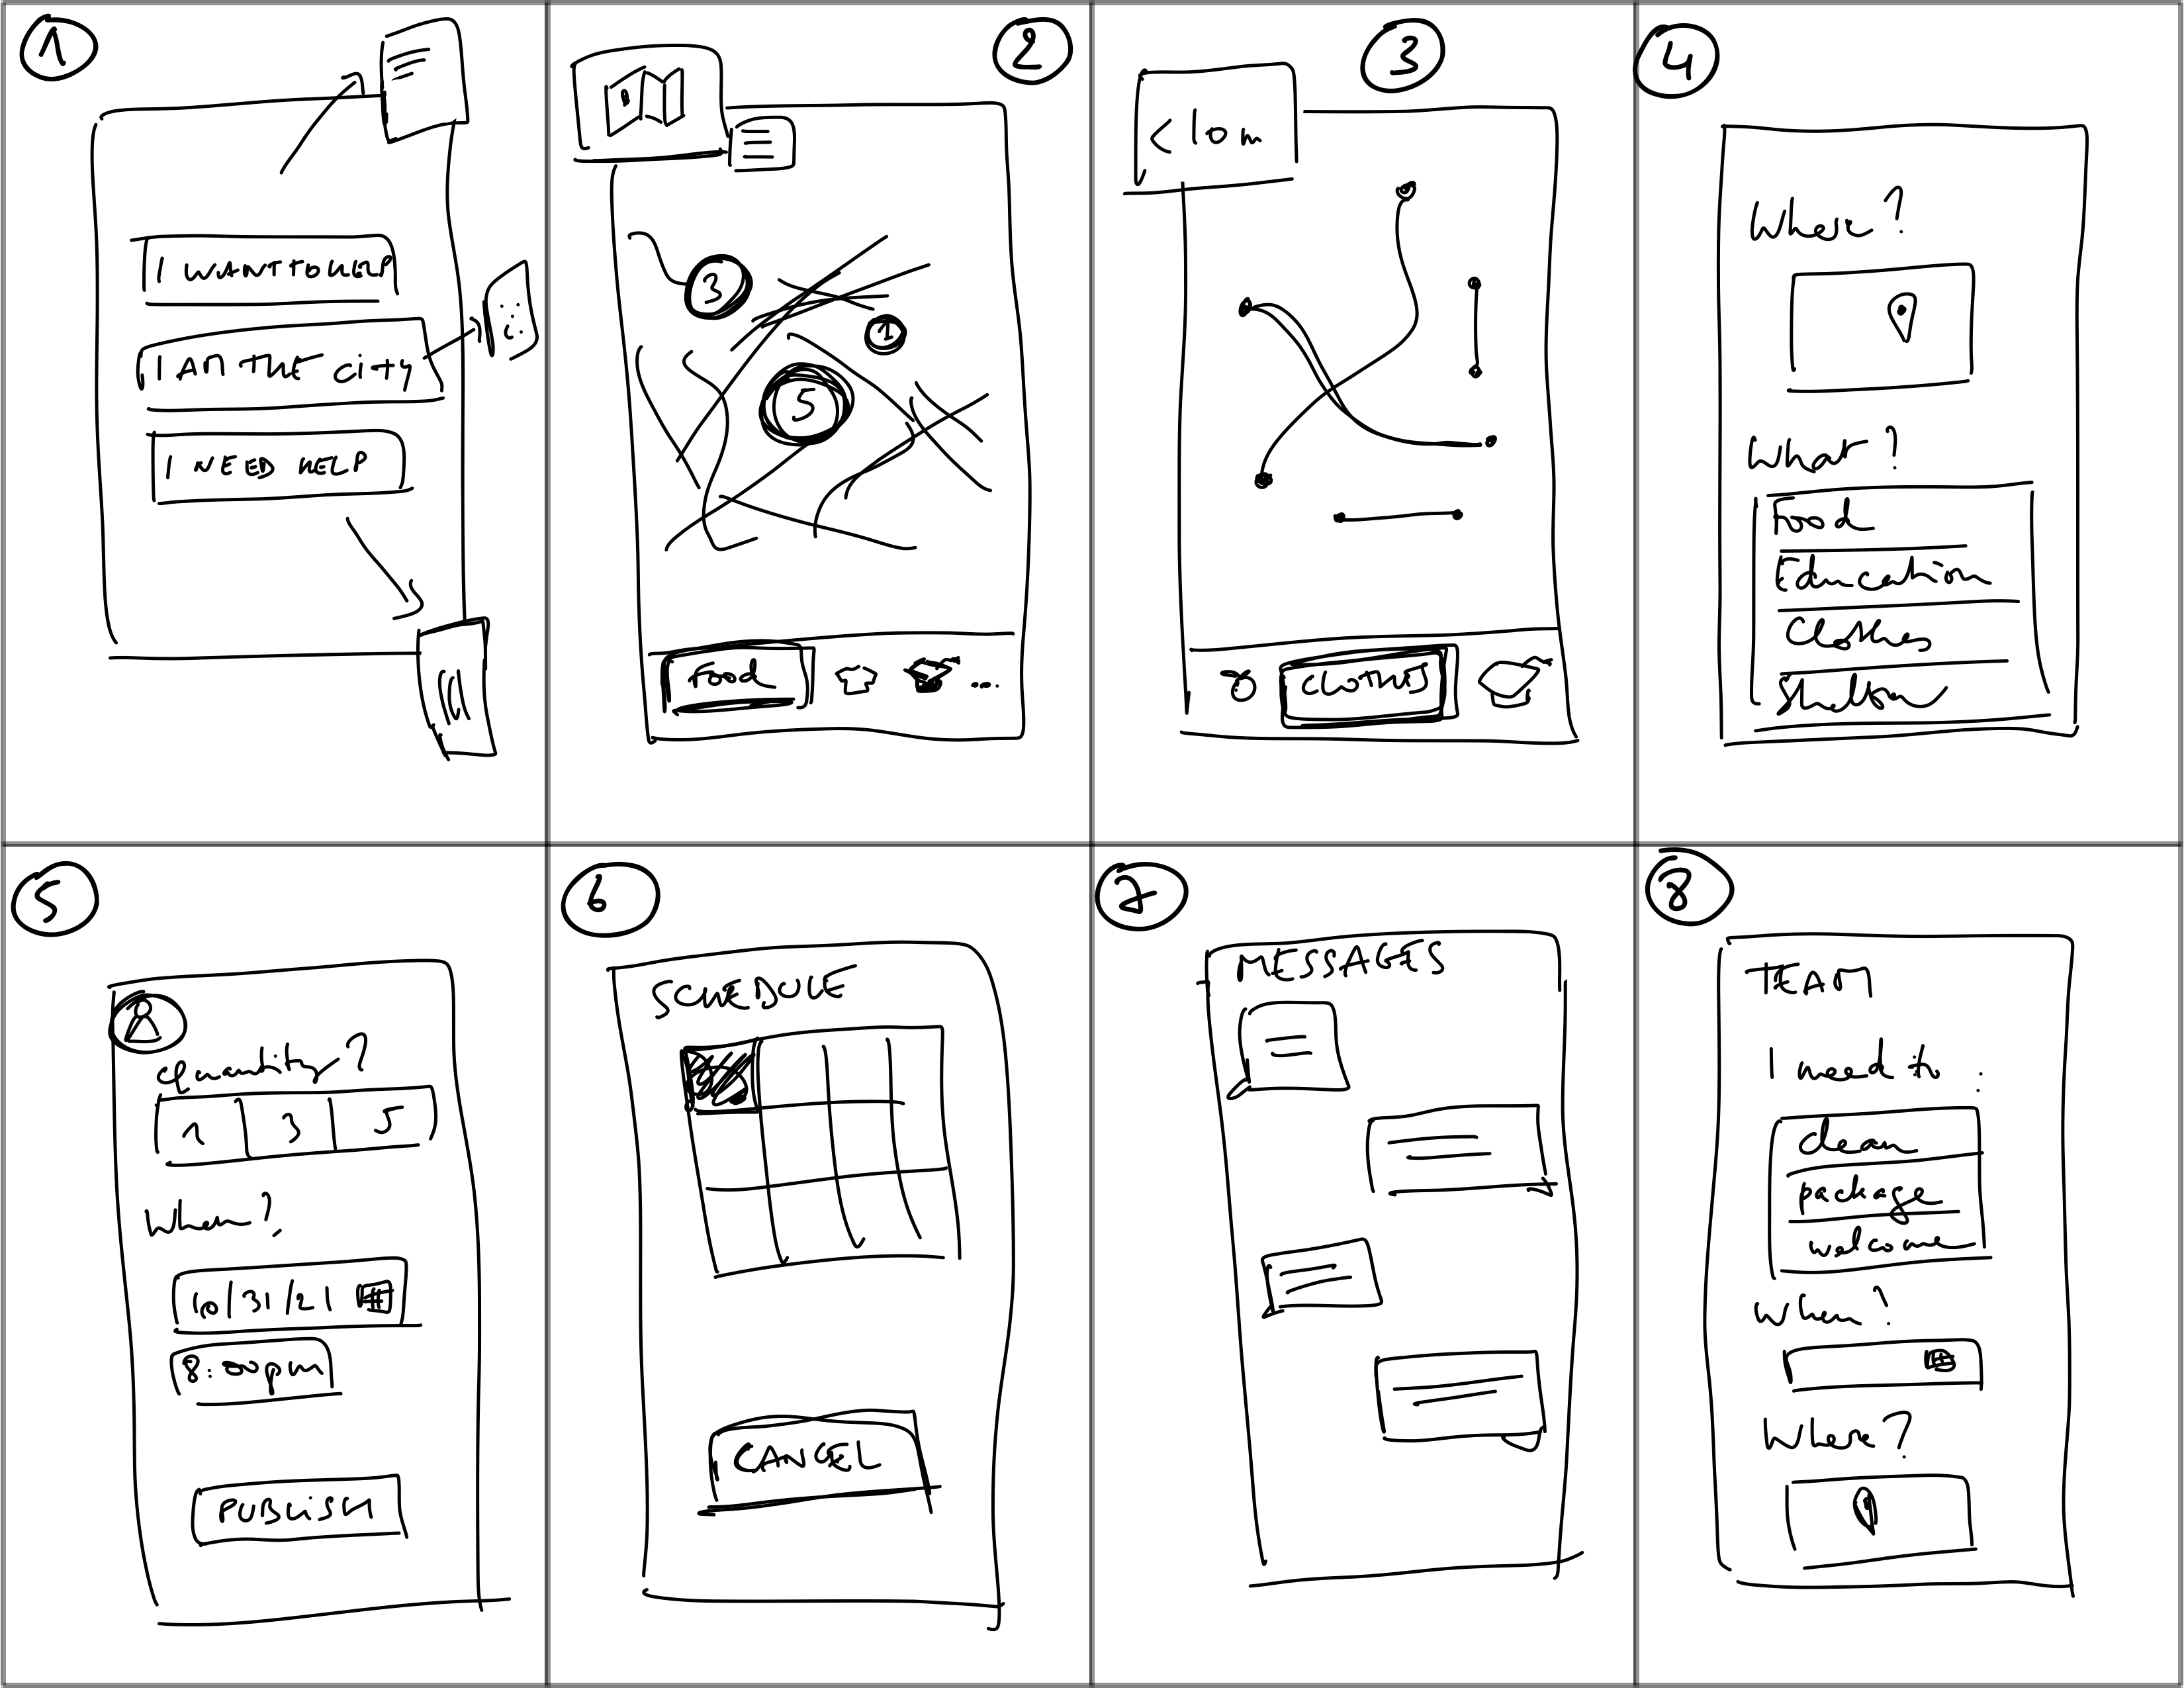 1
I WANT TO HELP
I AM THE CITY
I NEED HELP
2
3
1
5
Food
...
3
< 10m
CLOTHES
4
Where?
What?
Food
Education
Clothes
Shelter
5
Quantity?
1 3 5
When?
10/31/21
8:00pm
PUBLISH
6
SCHEDULE
CANCEL
7
MESSAGES
8
TEAM
I need to:
clean
package
welcome
When?
Where?